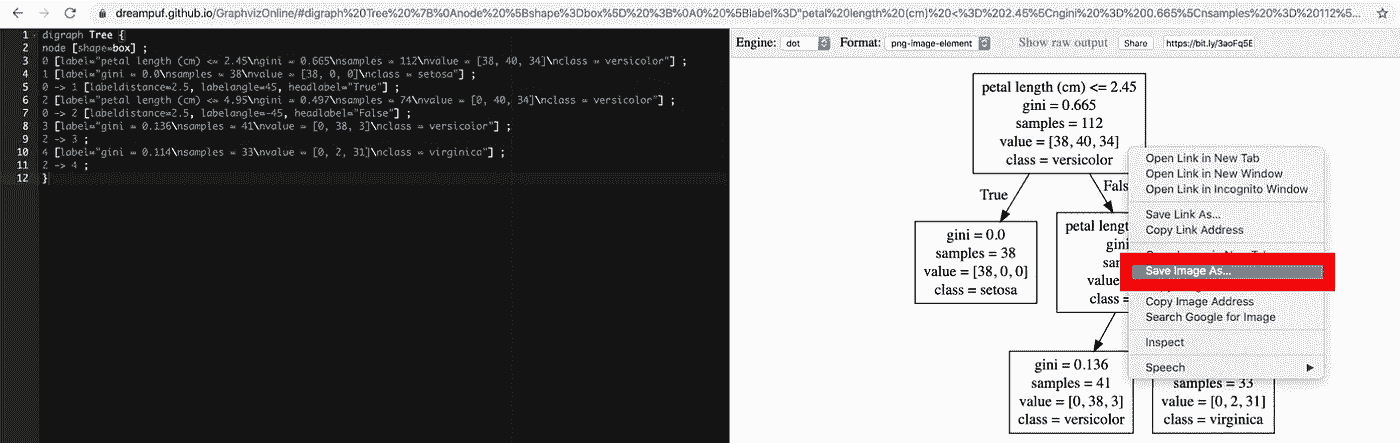 dreampuf.github.io/GraphvizOnline/#digraph%20Tree%20%7B%0Anode%20%5Bshape%3Dbox%5D%20%3B%0A0%20%5Blabel%3D"petal%20length%20(cm)%20<%3D%202.45%5Cngini%20%3D%200.665%5Cnsamples%20%3D%20112%5...
1 digraph Tree {
2 node [shape=box] ;
3 0 [label="petal length (cm) <= 2.45\ngini = 0.665\nsamples = 112\nvalue = [38, 40, 34]\nclass = versicolor"] ;
4 1 [label="gini = 0.0\nsamples = 38\nvalue = [38, 0, 0]\nclass = setosa"] ;
5 0 -> 1 [labeldistance=2.5, labelangle=45, headlabel="True"] ;
6 2 [label="petal length (cm) <= 4.95\ngini = 0.497\nsamples = 74\nvalue = [0, 40, 34]\nclass = versicolor"] ;
7 0 -> 2 [labeldistance=2.5, labelangle=-45, headlabel="False"] ;
8 3 [label="gini = 0.136\nsamples = 41\nvalue = [0, 38, 3]\nclass = versicolor"] ;
9 2 -> 3 ;
10 4 [label="gini = 0.114\nsamples = 33\nvalue = [0, 2, 31]\nclass = virginica"] ;
11 2 -> 4 ;
12 }
Engine: dot Format: png-image-element Show raw output Share https://bit.ly/3aoFq5E
petal length (cm) <= 2.45
gini = 0.665
samples = 112
value = [38, 40, 34]
class = versicolor
True
Fals
gini = 0.0
samples = 38
value = [38, 0, 0]
class = setosa
petal leng
gini
sam
value
class =
Open Link in New Tab
Open Link in New Window
Open Link in Incognito Window
Save Link As...
Copy Link Address
Save Image As...
Copy Image Address
Search Google for Image
Inspect
Speech
gini = 0.136
samples = 41
value = [0, 38, 3]
class = versicolor
samples = 33
value = [0, 2, 31]
class = virginica